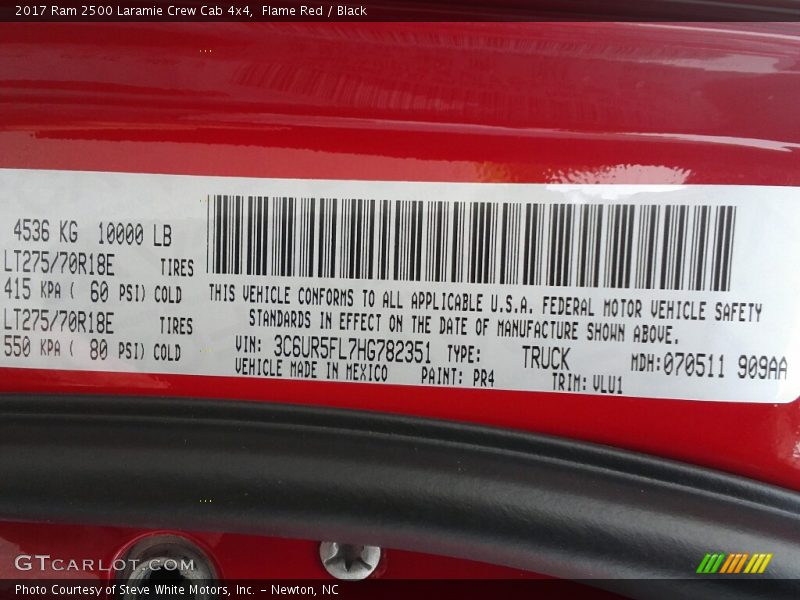 2017 Ram 2500 Laramie Crew Cab 4x4, Flame Red / Black
4536 KG 10000 LB
LT275/70R18E TIRES
415 KPA ( 60 PSI) COLD
LT275/70R18E TIRES
550 KPA ( 80 PSI) COLD
THIS VEHICLE CONFORMS TO ALL APPLICABLE U.S.A. FEDERAL MOTOR VEHICLE SAFETY
STANDARDS IN EFFECT ON THE DATE OF MANUFACTURE SHOWN ABOVE.
VIN: 3C6UR5FL7HG782351 TYPE: TRUCK MDH:070511 909AA
VEHICLE MADE IN MEXICO PAINT: PR4 TRIM: VLU1
GTCARLOT.COM
Photo Courtesy of Steve White Motors, Inc. – Newton, NC